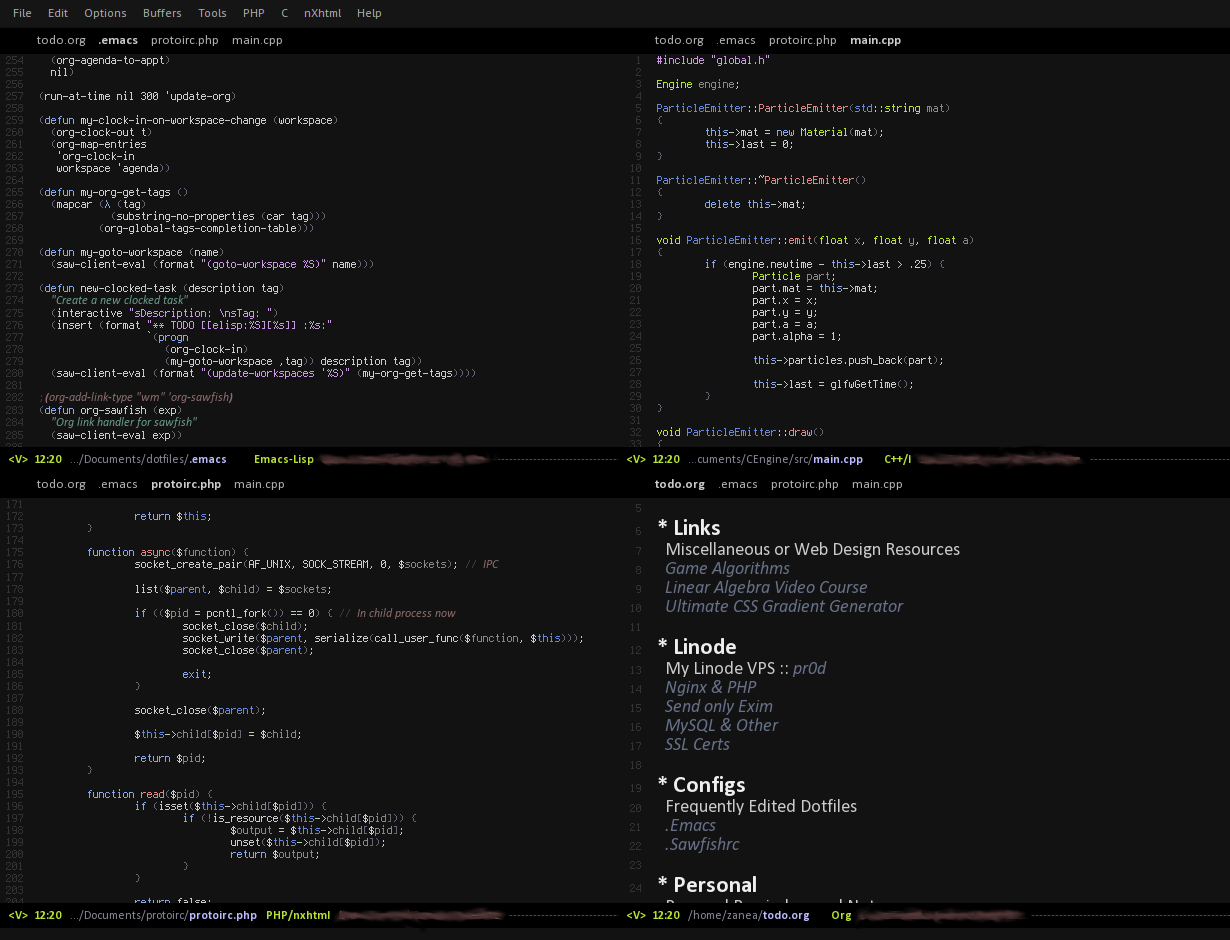 File Edit Options Buffers Tools PHP C nXhtml Help
todo.org .emacs protoirc.php main.cpp
254 (org-agenda-to-appt)
255 nil)
256
257 (run-at-time nil 300 'update-org)
258
259 (defun my-clock-in-on-workspace-change (workspace)
260 (org-clock-out t)
261 (org-map-entries
262 'org-clock-in
263 workspace 'agenda))
264
265 (defun my-org-get-tags ()
266 (mapcar (λ (tag)
267 (substring-no-properties (car tag)))
268 (org-global-tags-completion-table)))
269
270 (defun my-goto-workspace (name)
271 (saw-client-eval (format "(goto-workspace %S)" name)))
272
273 (defun new-clocked-task (description tag)
274 "Create a new clocked task"
275 (interactive "sDescription: \nsTag: ")
276 (insert (format "** TODO [[elisp:%S][%s]] :%s:"
277 `(progn
278 (org-clock-in)
279 (my-goto-workspace ,tag)) description tag))
280 (saw-client-eval (format "(update-workspaces '%S)" (my-org-get-tags))))
281
282 ;(org-add-link-type "wm" 'org-sawfish)
283 (defun org-sawfish (exp)
284 "Org link handler for sawfish"
285 (saw-client-eval exp))
<V> 12:20 .../Documents/dotfiles/.emacs Emacs-Lisp
todo.org .emacs protoirc.php main.cpp
1 #include "global.h"
2
3 Engine engine;
4
5 ParticleEmitter::ParticleEmitter(std::string mat)
6 {
7 this->mat = new Material(mat);
8 this->last = 0;
9 }
10
11 ParticleEmitter::~ParticleEmitter()
12 {
13 delete this->mat;
14 }
15
16 void ParticleEmitter::emit(float x, float y, float a)
17 {
18 if (engine.newtime - this->last > .25) {
19 Particle part;
20 part.mat = this->mat;
21 part.x = x;
22 part.y = y;
23 part.a = a;
24 part.alpha = 1;
25
26 this->particles.push_back(part);
27
28 this->last = glfwGetTime();
29 }
30 }
31
32 void ParticleEmitter::draw()
33 {
<V> 12:20 ...cuments/CEngine/src/main.cpp C++/l
todo.org .emacs protoirc.php main.cpp
171
172 return $this;
173 }
174
175 function async($function) {
176 socket_create_pair(AF_UNIX, SOCK_STREAM, 0, $sockets); // IPC
177
178 list($parent, $child) = $sockets;
179
180 if (($pid = pcntl_fork()) == 0) { // In child process now
181 socket_close($child);
182 socket_write($parent, serialize(call_user_func($function, $this)));
183 socket_close($parent);
184
185 exit;
186 }
187
188 socket_close($parent);
189
190 $this->child[$pid] = $child;
191
192 return $pid;
193 }
194
195 function read($pid) {
196 if (isset($this->child[$pid])) {
197 if (!is_resource($this->child[$pid])) {
198 $output = $this->child[$pid];
199 unset($this->child[$pid]);
200 return $output;
201 }
202 }
203
204 return false;
<V> 12:20 .../Documents/protoirc/protoirc.php PHP/nxhtml
todo.org .emacs protoirc.php main.cpp
5
6 * Links
7 Miscellaneous or Web Design Resources
8 Game Algorithms
9 Linear Algebra Video Course
10 Ultimate CSS Gradient Generator
11
12 * Linode
13 My Linode VPS :: pr0d
14 Nginx & PHP
15 Send only Exim
16 MySQL & Other
17 SSL Certs
18
19 * Configs
20 Frequently Edited Dotfiles
21 .Emacs
22 .Sawfishrc
23
24 * Personal
<V> 12:20 /home/zanea/todo.org Org